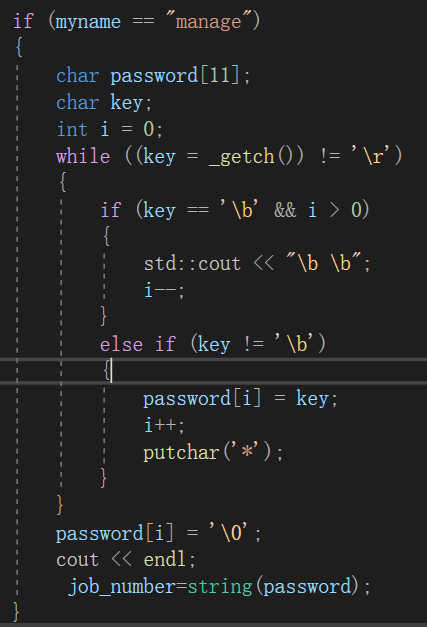 if (myname == "manage")
{
char password[11];
char key;
int i = 0;
while ((key = _getch()) != '\r')
{
if (key == '\b' && i > 0)
{
std::cout << "\b \b";
i--;
}
else if (key != '\b')
{
password[i] = key;
i++;
putchar('*');
}
}
password[i] = '\0';
cout << endl;
job_number=string(password);
}